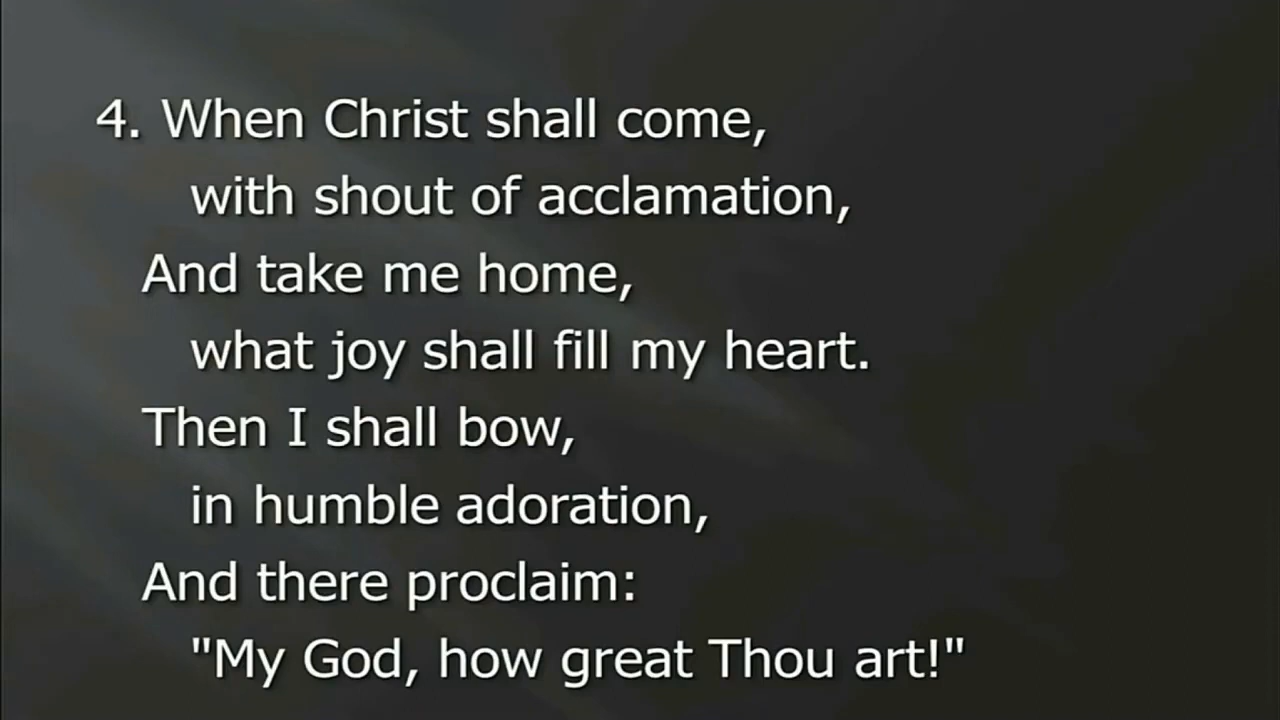 4. When Christ shall come,
with shout of acclamation,
And take me home,
what joy shall fill my heart.
Then I shall bow,
in humble adoration,
And there proclaim:
"My God, how great Thou art!"